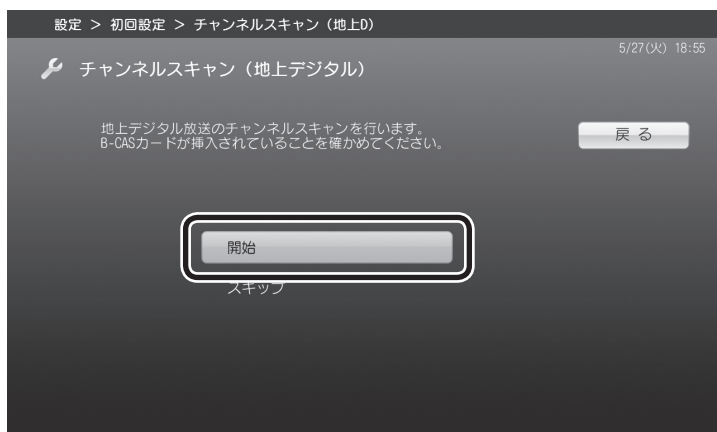 設定 > 初回設定 > チャンネルスキャン (地上D)
5/27(火) 18:55
チャンネルスキャン (地上デジタル)
地上デジタル放送のチャンネルスキャンを行います。
B-CASカードが挿入されていることを確かめてください。
戻る
開始
スキップ